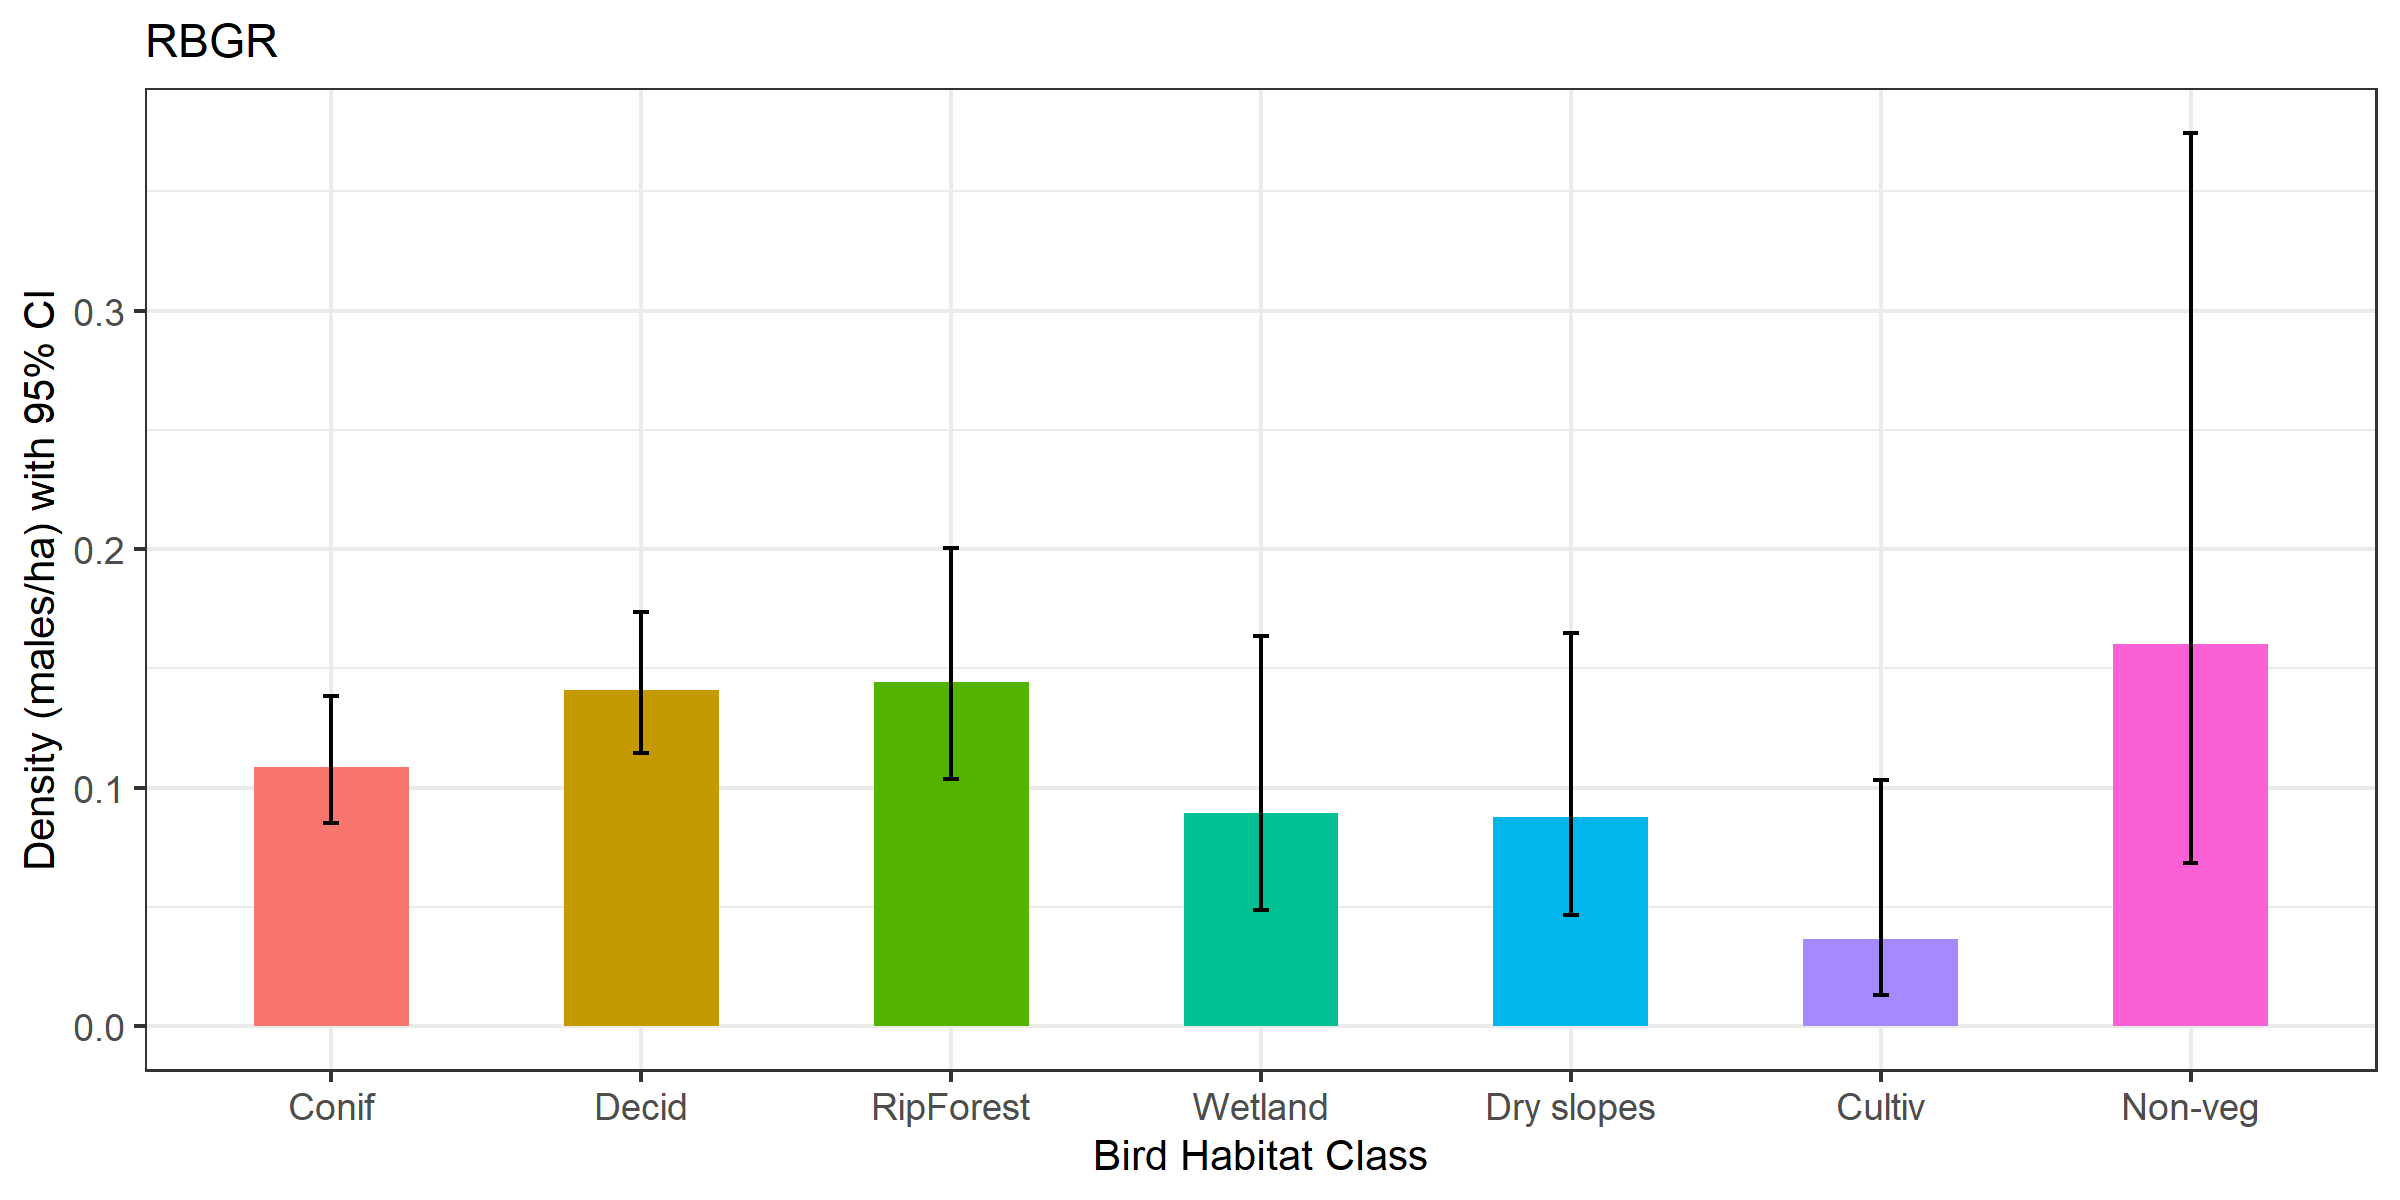 RBGR
Density (males/ha) with 95% CI
0.3
0.2
0.1
0.0
Conif Decid RipForest Wetland Dry slopes Cultiv Non-veg
Bird Habitat Class